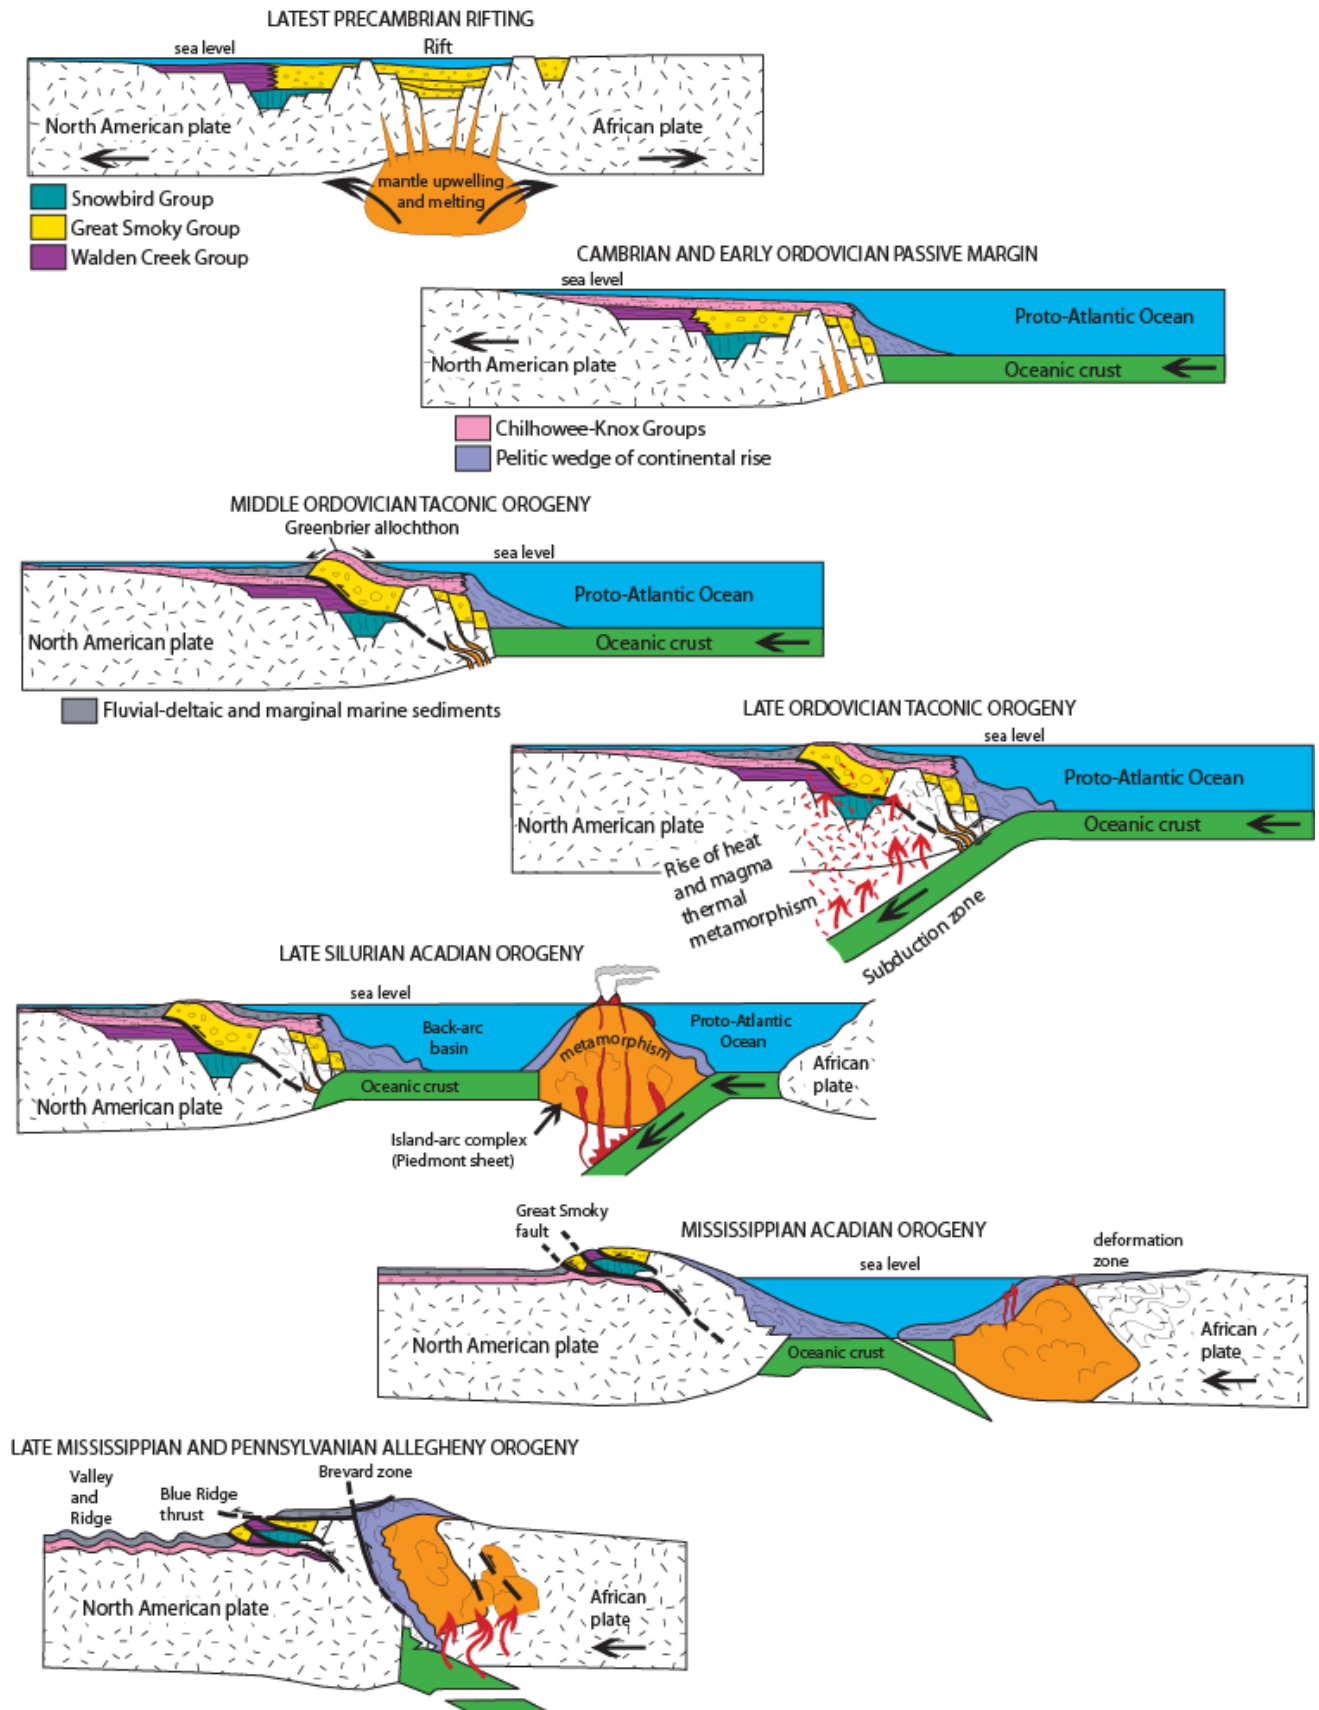 LATEST PRECAMBRIAN RIFTING
sea level
Rift
North American plate
African plate
mantle upwelling
and melting
Snowbird Group
Great Smoky Group
Walden Creek Group
CAMBRIAN AND EARLY ORDOVICIAN PASSIVE MARGIN
sea level
Proto-Atlantic Ocean
North American plate
Oceanic crust
Chilhowee-Knox Groups
Pelitic wedge of continental rise
MIDDLE ORDOVICIAN TACONIC OROGENY
Greenbrier allochthon
sea level
Proto-Atlantic Ocean
North American plate
Oceanic crust
Fluvial-deltaic and marginal marine sediments
LATE ORDOVICIAN TACONIC OROGENY
sea level
Proto-Atlantic Ocean
North American plate
Oceanic crust
Rise of heat
and magma
thermal
metamorphism
Subduction zone
LATE SILURIAN ACADIAN OROGENY
sea level
Back-arc
basin
Proto-Atlantic
Ocean
metamorphism
African
plate
Oceanic crust
North American plate
Island-arc complex
(Piedmont sheet)
Great Smoky
fault
MISSISSIPPIAN ACADIAN OROGENY
deformation
zone
sea level
North American plate
Oceanic crust
African
plate
LATE MISSISSIPPIAN AND PENNSYLVANIAN ALLEGHENY OROGENY
Valley
and
Ridge
Blue Ridge
thrust
Brevard zone
North American plate
African
plate